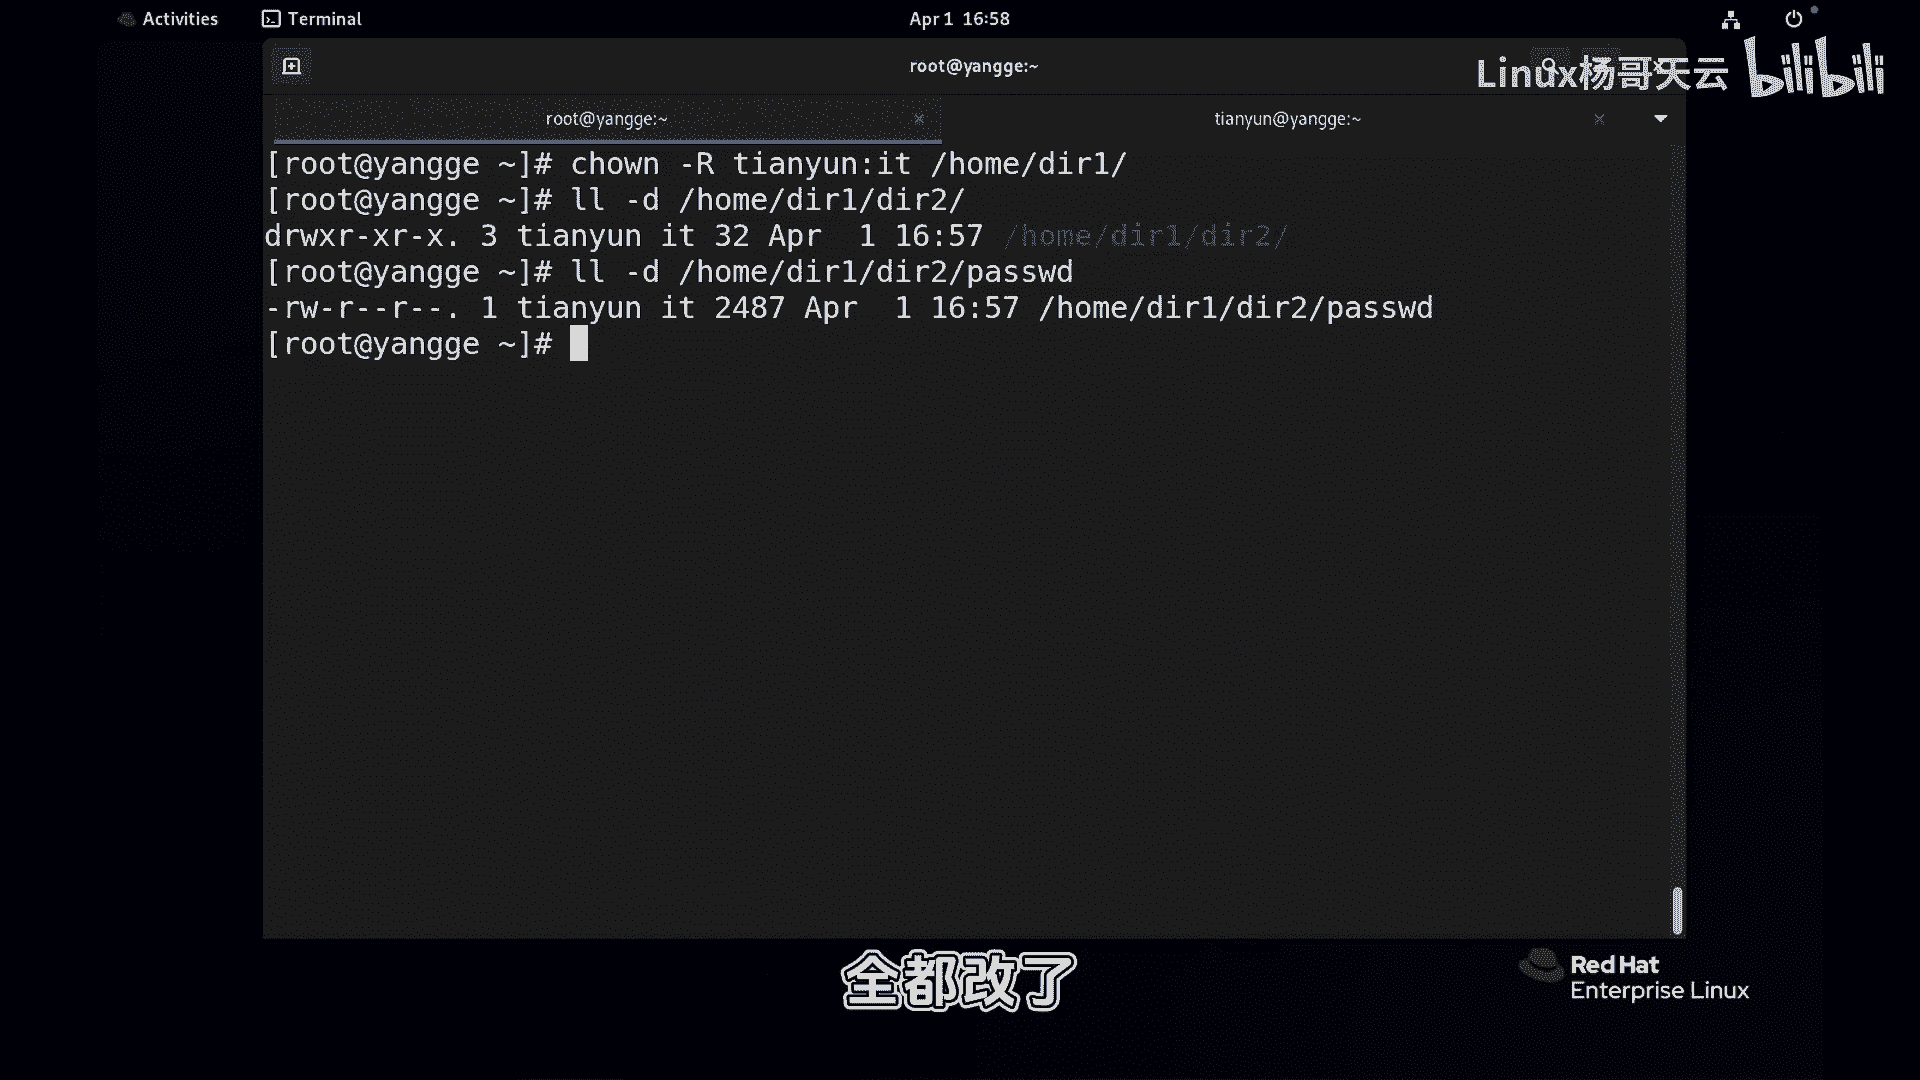 Activities Terminal Apr 1 16:58
root@yangge:~
Linux杨哥天云 bilibili
root@yangge:~ tianyun@yangge:~
[root@yangge ~]# chown -R tianyun:it /home/dir1/
[root@yangge ~]# ll -d /home/dir1/dir2/
drwxr-xr-x. 3 tianyun it 32 Apr  1 16:57 /home/dir1/dir2/
[root@yangge ~]# ll -d /home/dir1/dir2/passwd
-rw-r--r--. 1 tianyun it 2487 Apr  1 16:57 /home/dir1/dir2/passwd
[root@yangge ~]#
全都改了
Red Hat
Enterprise Linux